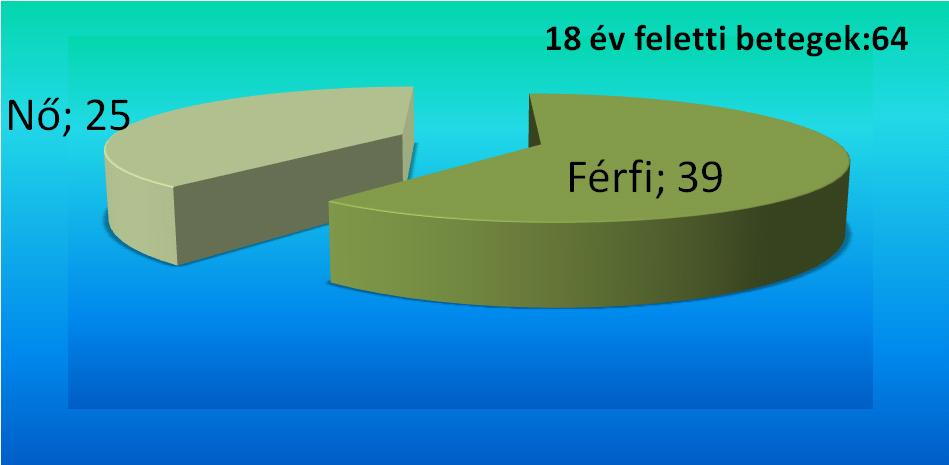 18 év feletti betegek:64
Nő; 25
Férfi; 39